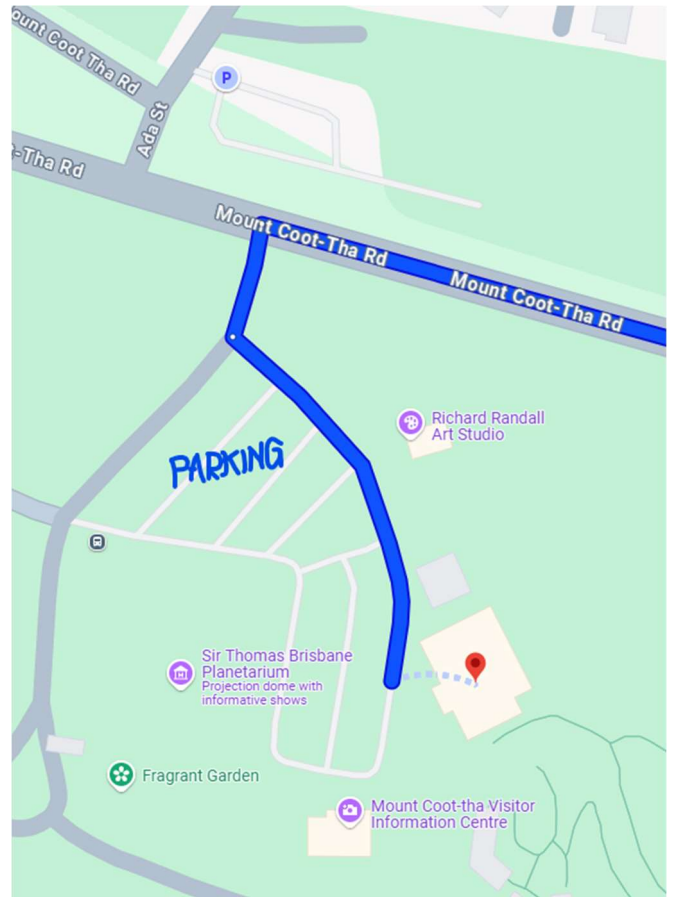 ount Coot Tha Rd
Ada St
P
-Tha Rd
Mount Coot-Tha Rd
Mount Coot-Tha Rd
Richard Randall
Art Studio
PARKING
Sir Thomas Brisbane
Planetarium
Projection dome with
informative shows
Fragrant Garden
Mount Coot-tha Visitor
Information Centre